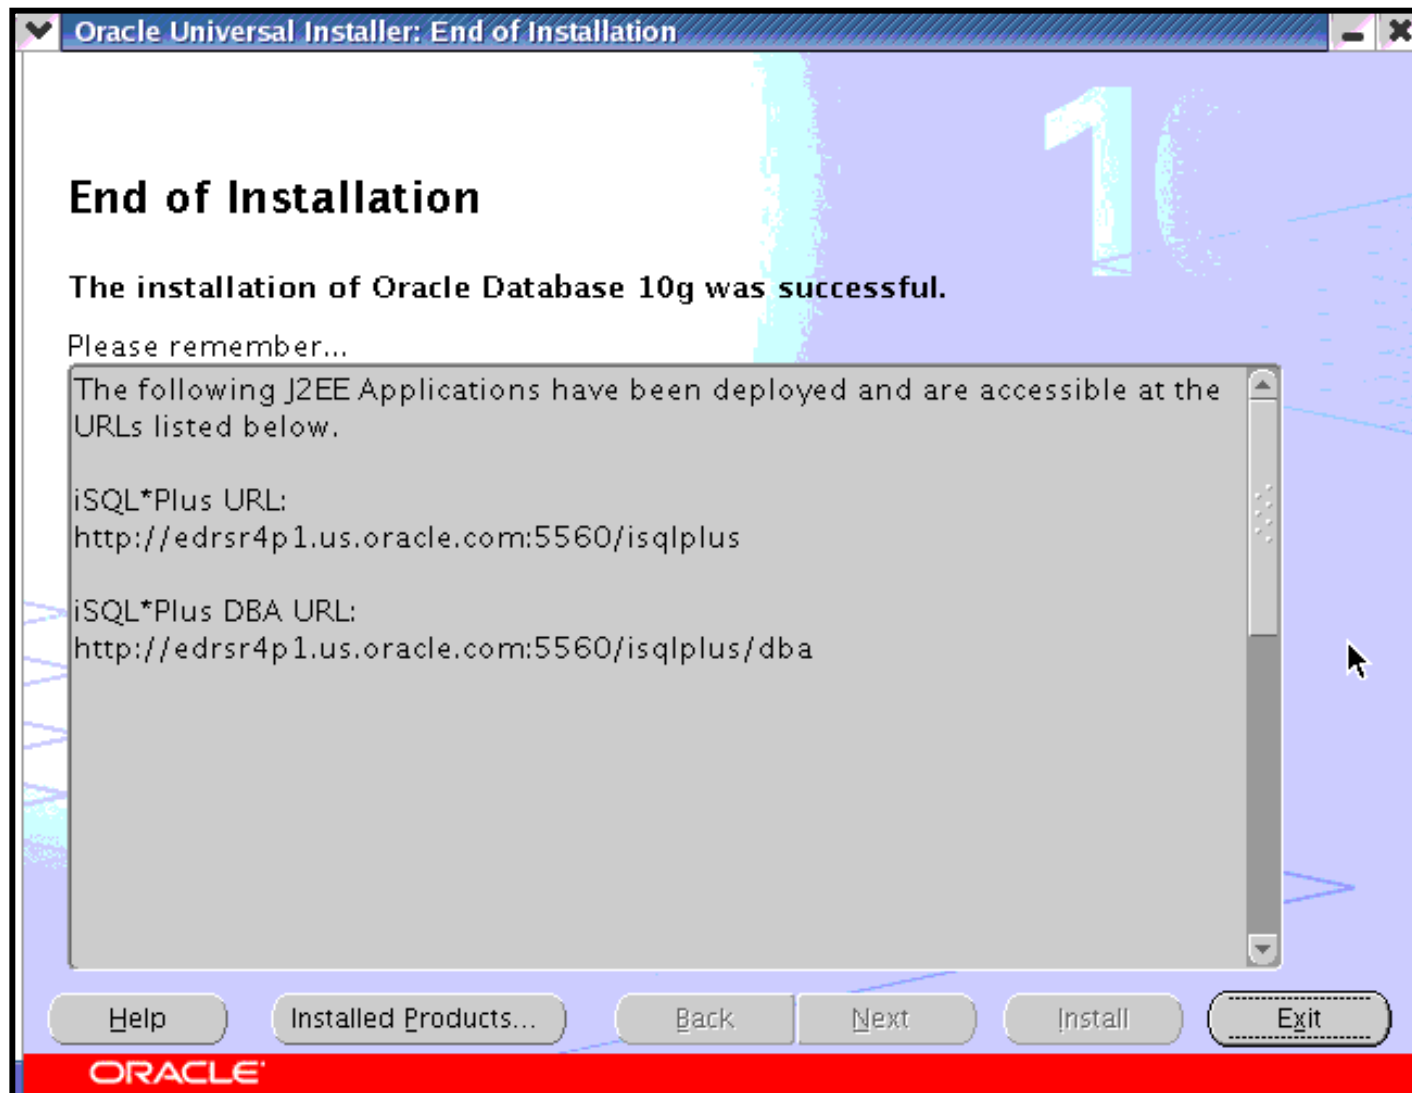 Oracle Universal Installer: End of Installation
10
End of Installation
The installation of Oracle Database 10g was successful.
Please remember...
The following J2EE Applications have been deployed and are accessible at the
URLs listed below.
iSQL*Plus URL:
http://edrsr4p1.us.oracle.com:5560/isqlplus
iSQL*Plus DBA URL:
http://edrsr4p1.us.oracle.com:5560/isqlplus/dba
Help Installed Products... Back Next Install Exit
ORACLE